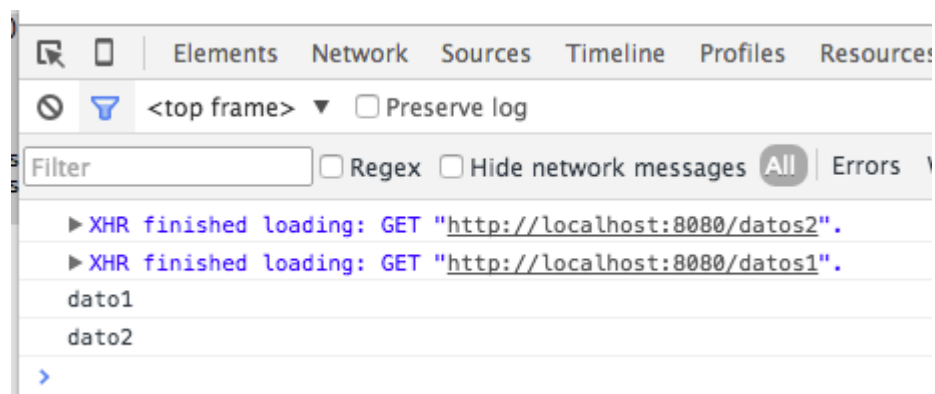 Elements Network Sources Timeline Profiles Resources
<top frame> ▼ Preserve log
Filter Regex Hide network messages All Errors
▶ XHR finished loading: GET "http://localhost:8080/datos2".
▶ XHR finished loading: GET "http://localhost:8080/datos1".
dato1
dato2
>